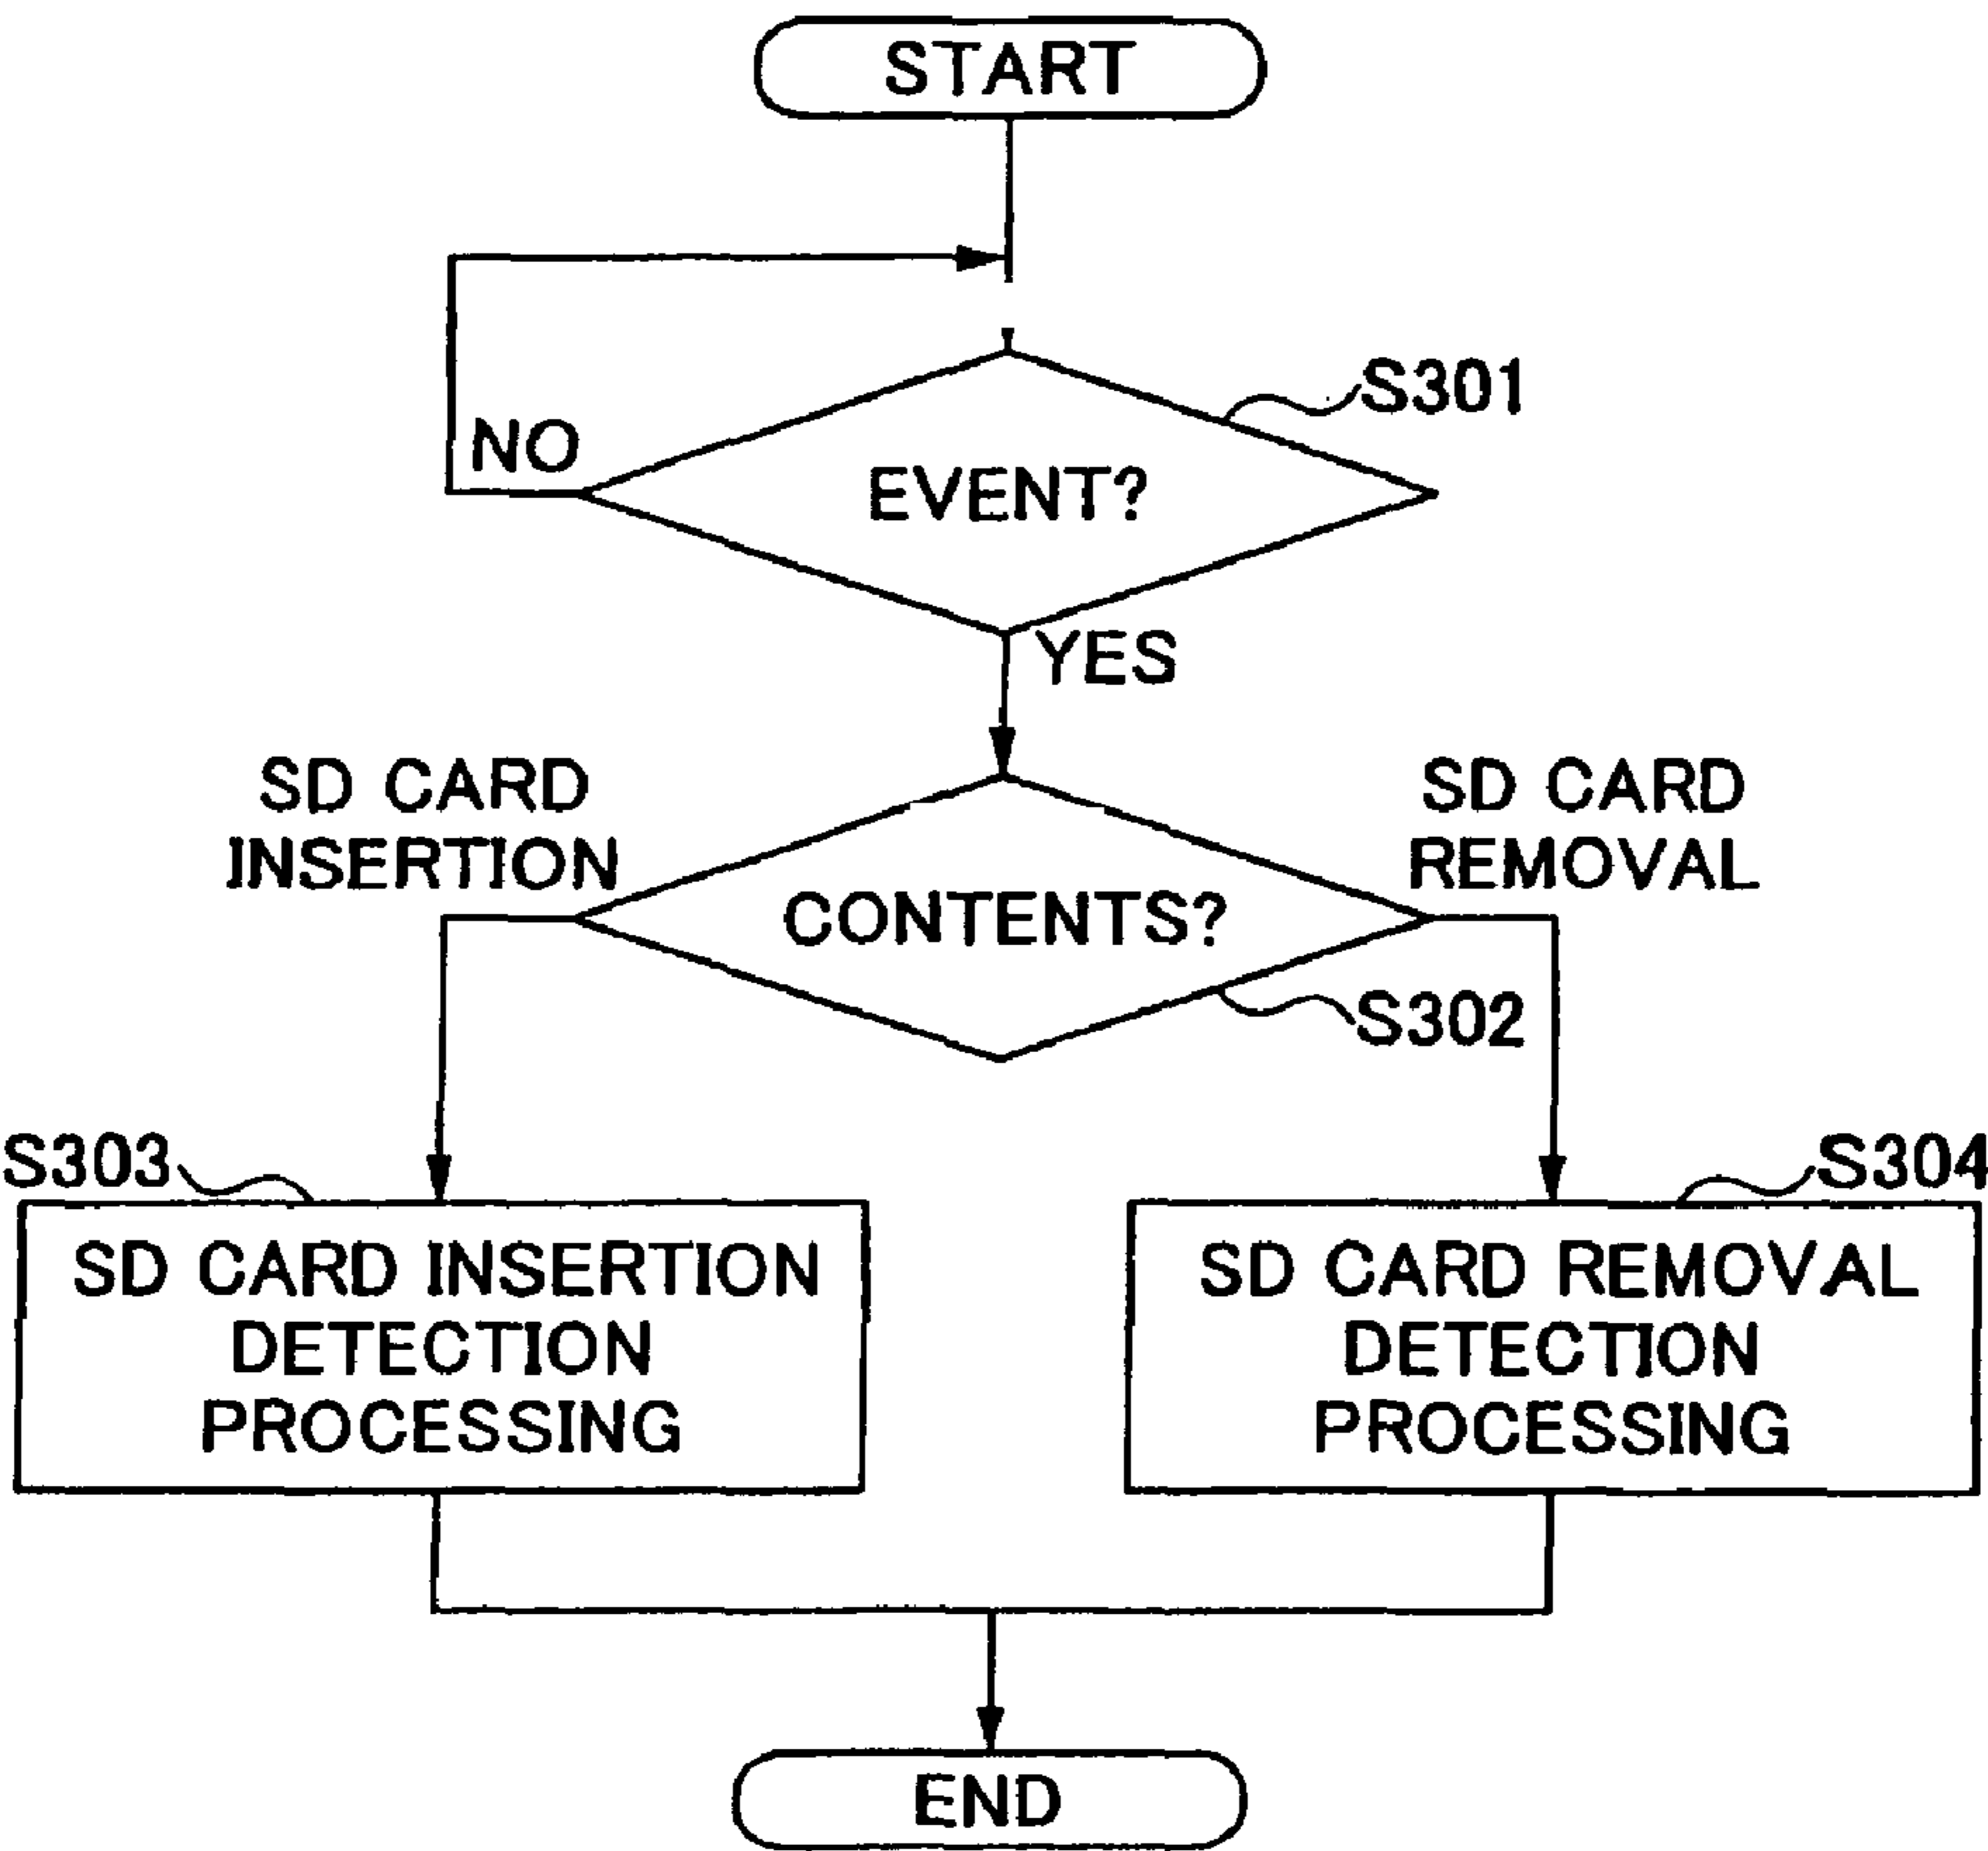 START
S301
NO
EVENT?
YES
SD CARD
INSERTION
SD CARD
REMOVAL
CONTENTS?
S302
S303
S304
SD CARD INSERTION
DETECTION
PROCESSING
SD CARD REMOVAL
DETECTION
PROCESSING
END